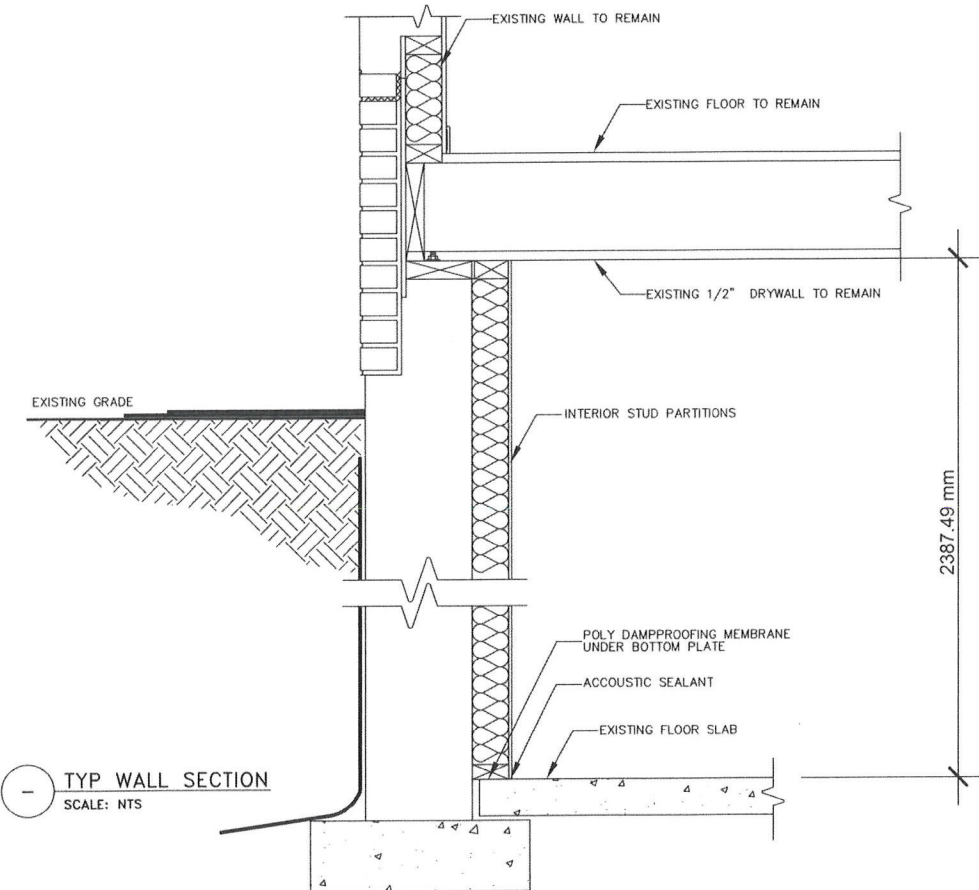 EXISTING WALL TO REMAIN
EXISTING FLOOR TO REMAIN
EXISTING 1/2" DRYWALL TO REMAIN
EXISTING GRADE
INTERIOR STUD PARTITIONS
2387.49 mm
POLY DAMPPROOFING MEMBRANE
UNDER BOTTOM PLATE
ACCOUSTIC SEALANT
EXISTING FLOOR SLAB
- TYP WALL SECTION
SCALE: NTS